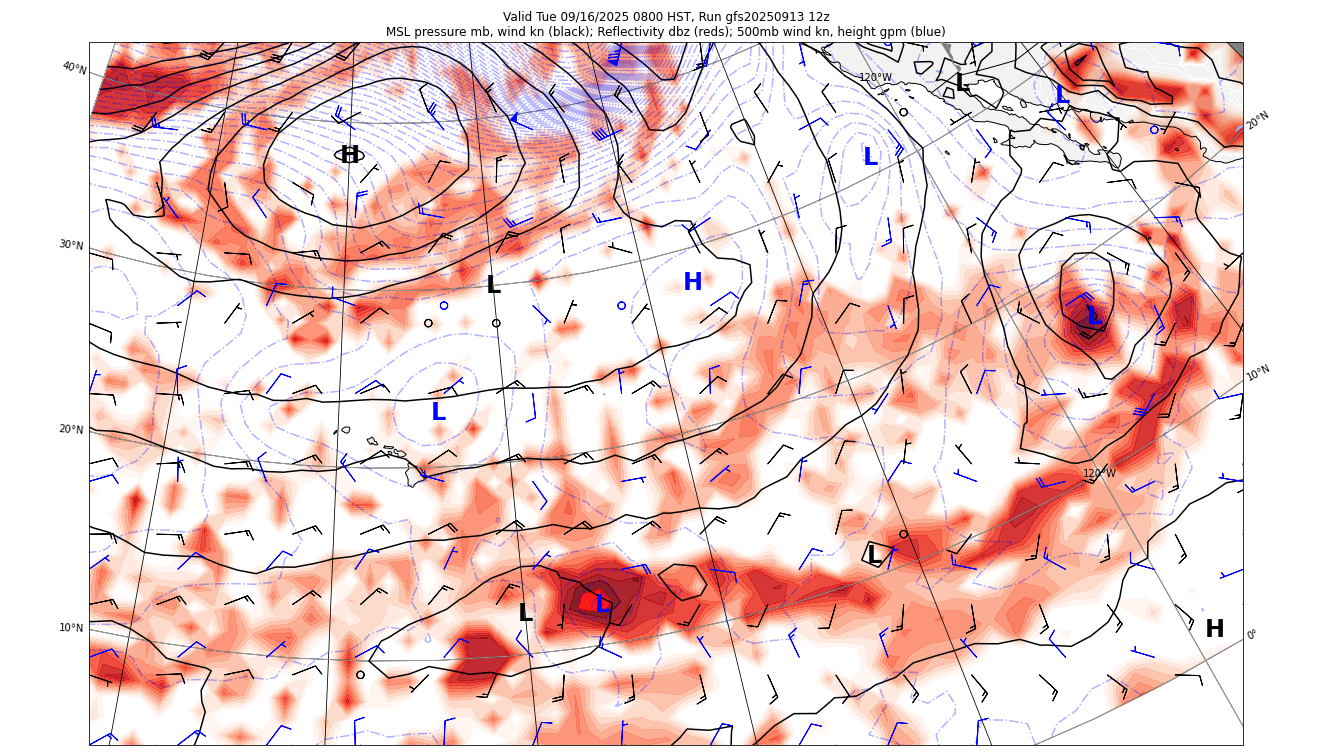 Valid Tue 09/16/2025 0800 HST, Run gfs20250913 12z
MSL pressure mb, wind kn (black); Reflectivity dbz (reds); 500mb wind kn, height gpm (blue)
40°N
120°W
L
L
20°N
H
L
30°N
H
L
L
10°N
L
20°N
120°W
L
L
L
10°N
H
0°